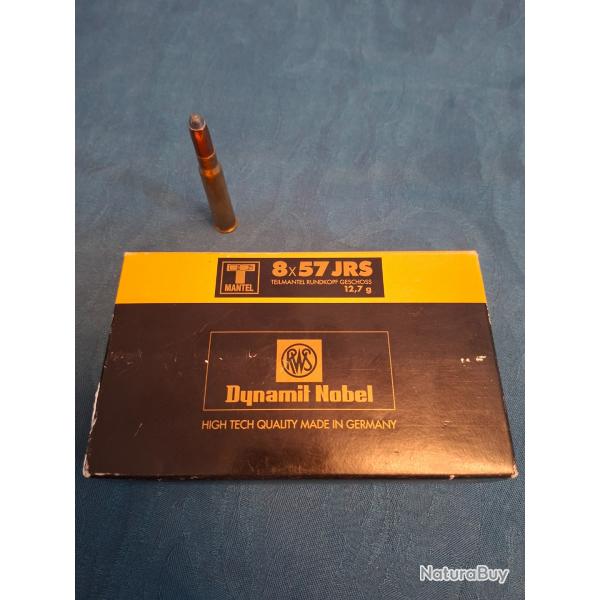 T
MANTEL
8x57 JRS
TEILMANTEL RUNDKOPF GESCHOSS
12,7 g
RWS
Dynamit Nobel
HIGH TECH QUALITY MADE IN GERMANY
NaturaBuy